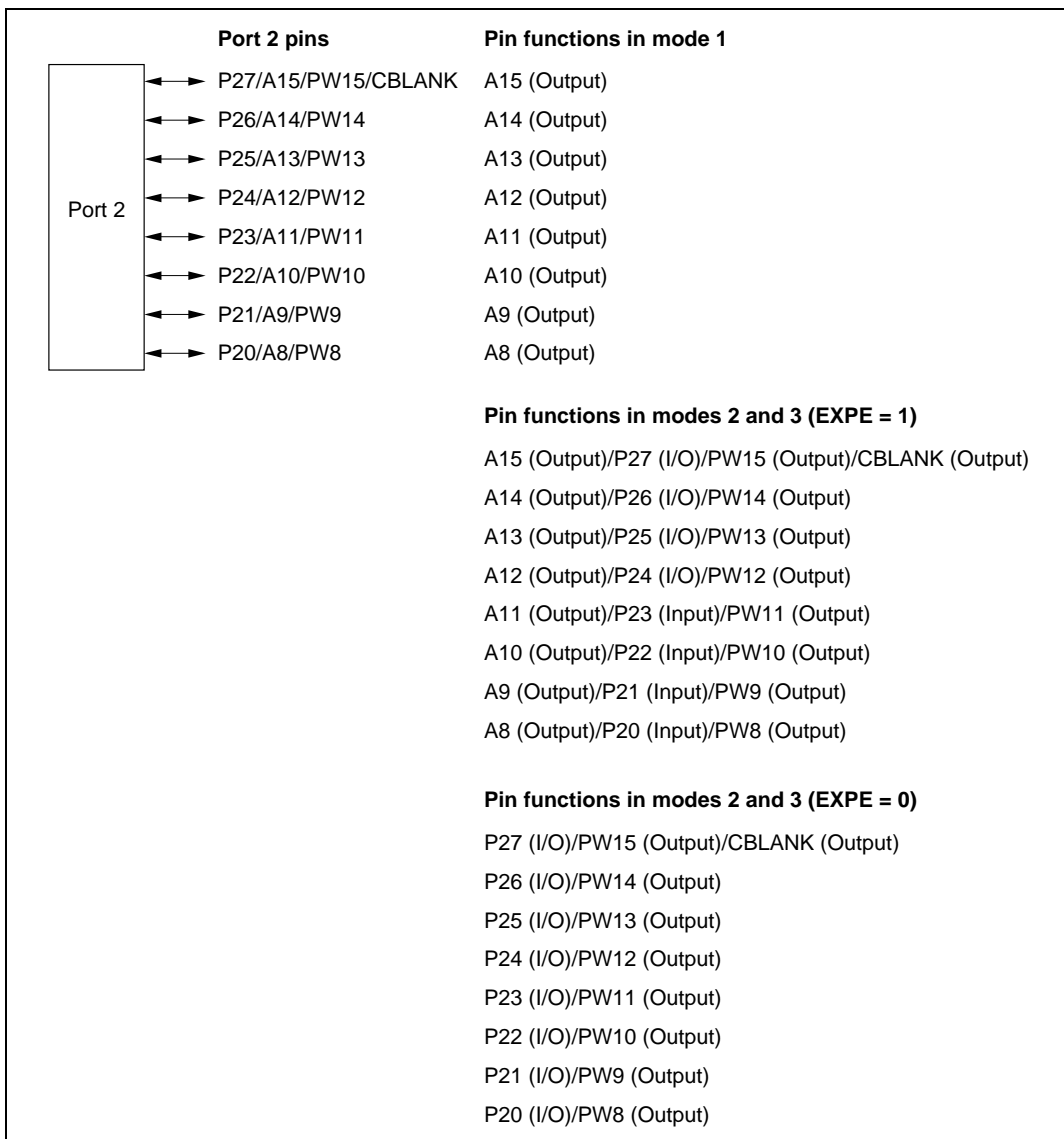 Port 2 pins Pin functions in mode 1
P27/A15/PW15/CBLANK A15 (Output)
P26/A14/PW14 A14 (Output)
P25/A13/PW13 A13 (Output)
P24/A12/PW12 A12 (Output)
Port 2
P23/A11/PW11 A11 (Output)
P22/A10/PW10 A10 (Output)
P21/A9/PW9 A9 (Output)
P20/A8/PW8 A8 (Output)
Pin functions in modes 2 and 3 (EXPE = 1)
A15 (Output)/P27 (I/O)/PW15 (Output)/CBLANK (Output)
A14 (Output)/P26 (I/O)/PW14 (Output)
A13 (Output)/P25 (I/O)/PW13 (Output)
A12 (Output)/P24 (I/O)/PW12 (Output)
A11 (Output)/P23 (Input)/PW11 (Output)
A10 (Output)/P22 (Input)/PW10 (Output)
A9 (Output)/P21 (Input)/PW9 (Output)
A8 (Output)/P20 (Input)/PW8 (Output)
Pin functions in modes 2 and 3 (EXPE = 0)
P27 (I/O)/PW15 (Output)/CBLANK (Output)
P26 (I/O)/PW14 (Output)
P25 (I/O)/PW13 (Output)
P24 (I/O)/PW12 (Output)
P23 (I/O)/PW11 (Output)
P22 (I/O)/PW10 (Output)
P21 (I/O)/PW9 (Output)
P20 (I/O)/PW8 (Output)